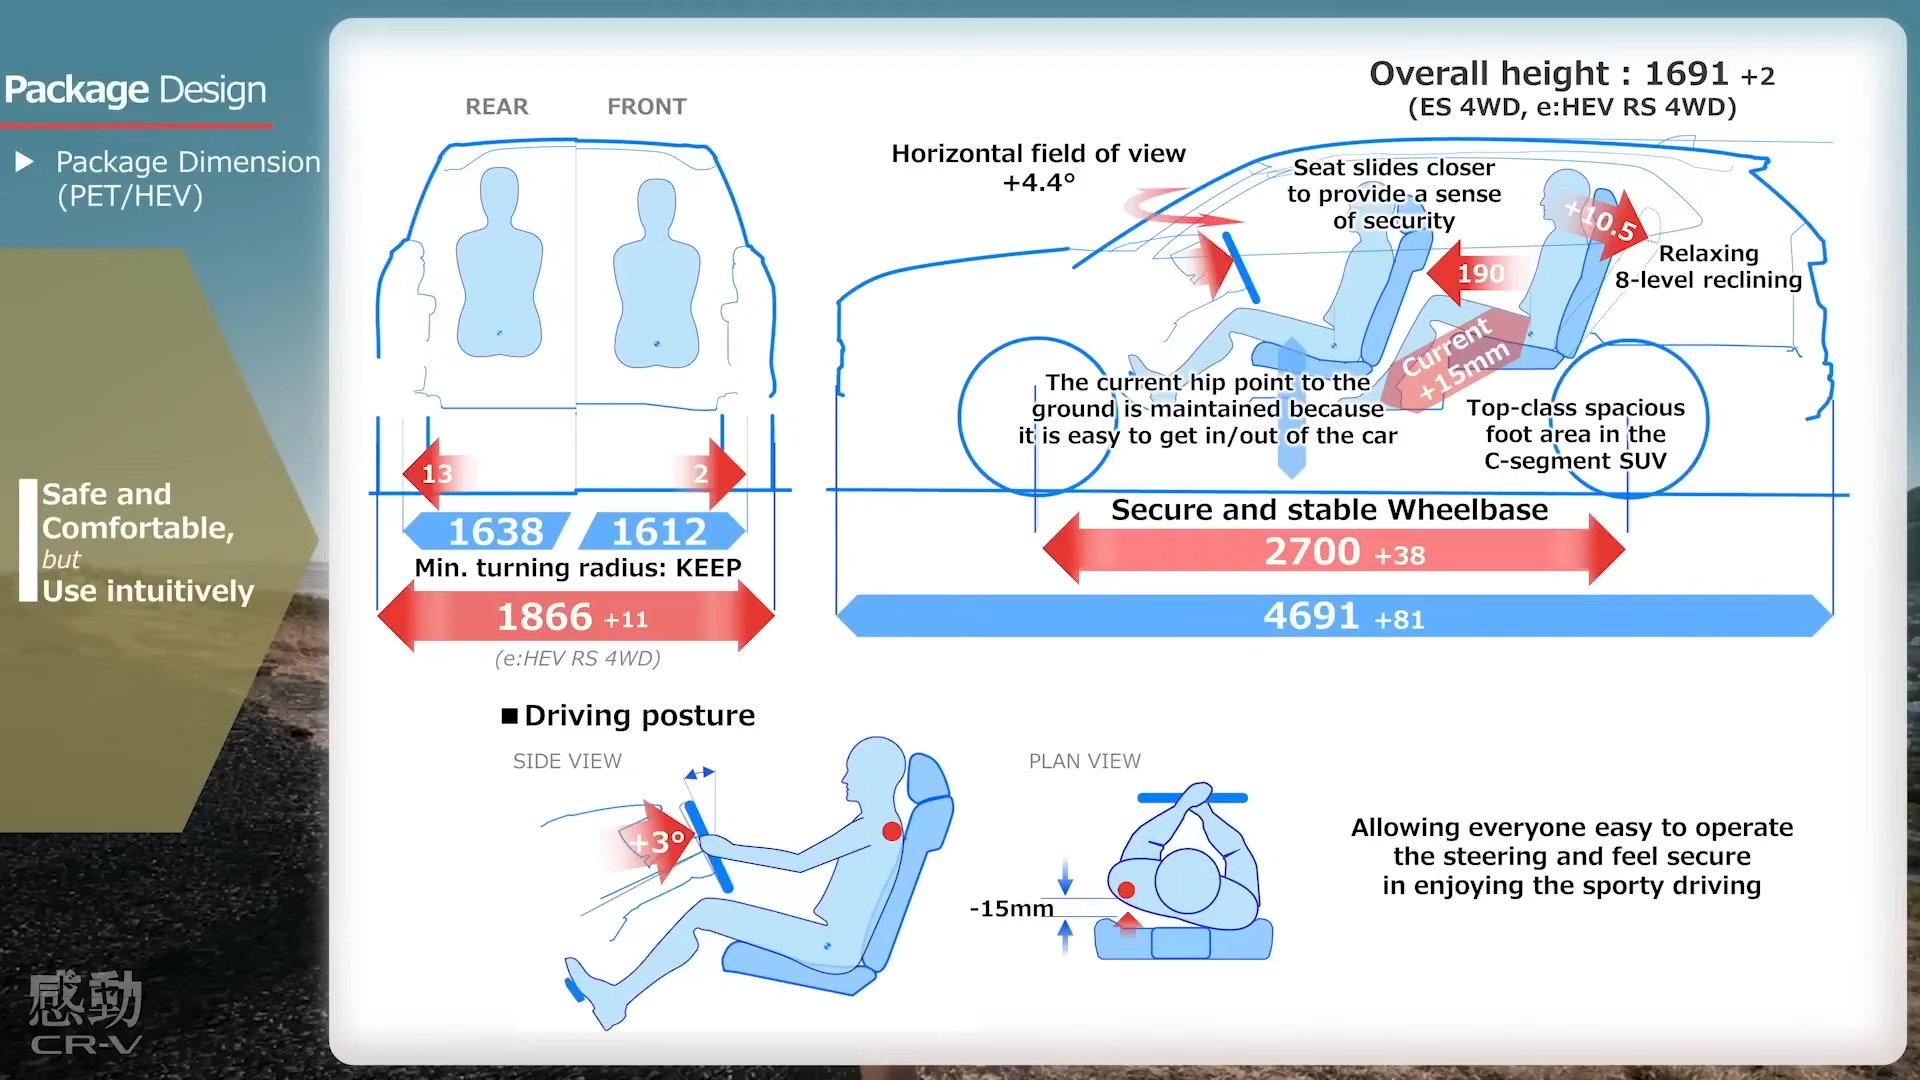 Package Design
Package Dimension
(PET/HEV)
Safe and
Comfortable,
but
Use intuitively
感動
CR-V
REAR
FRONT
13
2
1638
1612
Min. turning radius: KEEP
1866 +11
(e:HEV RS 4WD)
Overall height : 1691 +2
(ES 4WD, e:HEV RS 4WD)
Horizontal field of view
+4.4°
Seat slides closer
to provide a sense
of security
+10.5
Relaxing
8-level reclining
190
Current
+15mm
The current hip point to the
ground is maintained because
it is easy to get in/out of the car
Top-class spacious
foot area in the
C-segment SUV
Secure and stable Wheelbase
2700 +38
4691 +81
■ Driving posture
SIDE VIEW
+3°
PLAN VIEW
-15mm
Allowing everyone easy to operate
the steering and feel secure
in enjoying the sporty driving